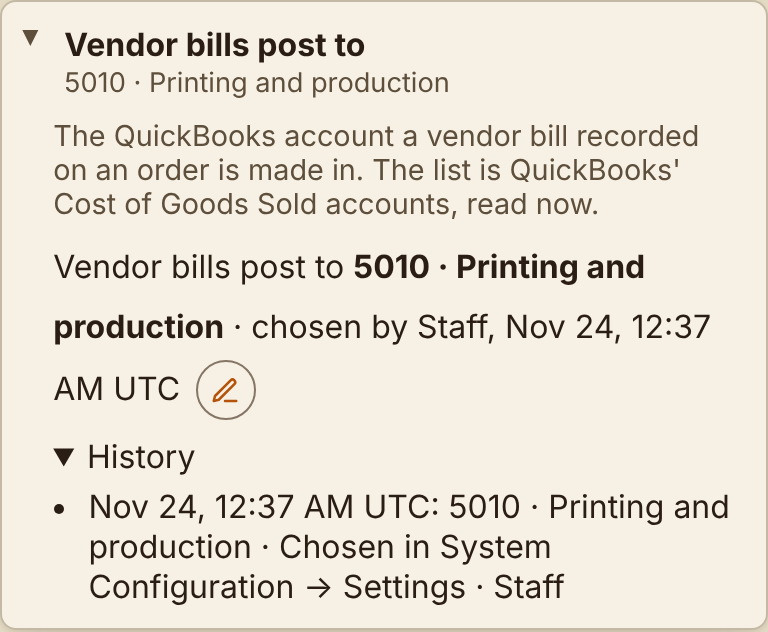 Vendor bills post to
5010 · Printing and production
The QuickBooks account a vendor bill recorded
on an order is made in. The list is QuickBooks'
Cost of Goods Sold accounts, read now.
Vendor bills post to 5010 · Printing and
production · chosen by Staff, Nov 24, 12:37
AM UTC
History
• Nov 24, 12:37 AM UTC: 5010 · Printing and
production · Chosen in System
Configuration → Settings · Staff